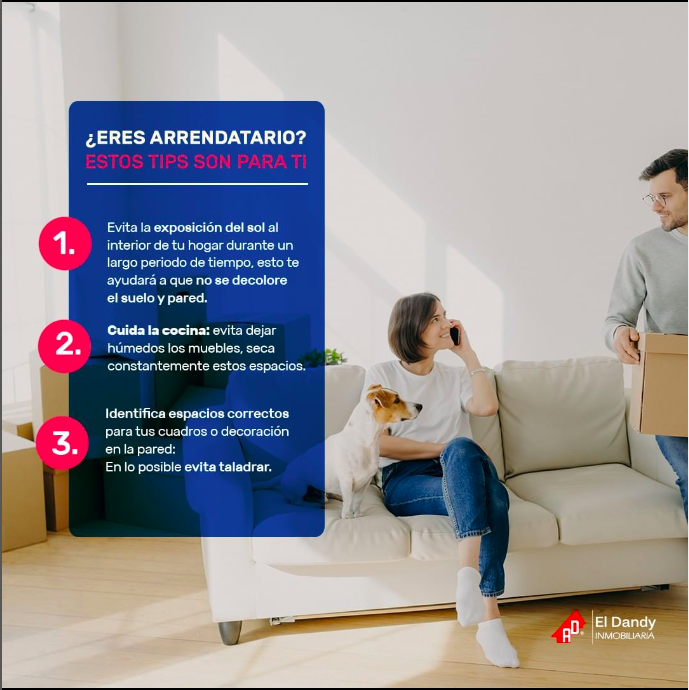 ¿ERES ARRENDATARIO?
ESTOS TIPS SON PARA TI
1.
Evita la exposición del sol al
interior de tu hogar durante un
largo periodo de tiempo, esto te
ayudará a que no se decolore
el suelo y pared.
2.
Cuida la cocina: evita dejar
húmedos los muebles, seca
constantemente estos espacios.
3.
Identifica espacios correctos
para tus cuadros o decoración
en la pared:
En lo posible evita taladrar.
AD®
El Dandy
INMOBILIARIA